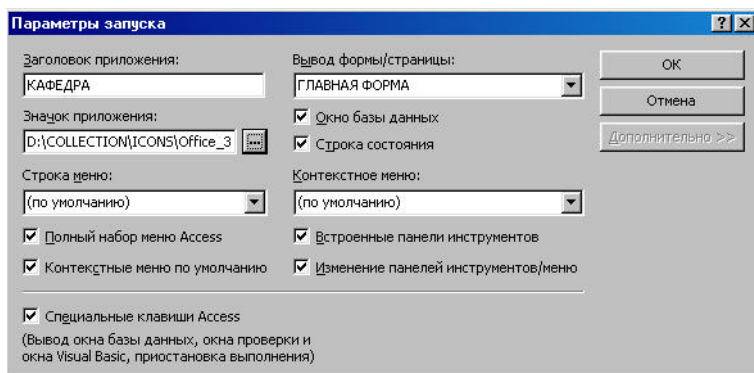 Параметры запуска
Заголовок приложения:
КАФЕДРА
Значок приложения:
D:\COLLECTION\ICONS\Office_3
...
Строка меню:
(по умолчанию)
Полный набор меню Access
Контекстные меню по умолчанию
Вывод формы/страницы:
ГЛАВНАЯ ФОРМА
Окно базы данных
Строка состояния
Контекстное меню:
(по умолчанию)
Встроенные панели инструментов
Изменение панелей инструментов/меню
ОК
Отмена
Дополнительно >>
Специальные клавиши Access
(Вывод окна базы данных, окна проверки и
окна Visual Basic, приостановка выполнения)